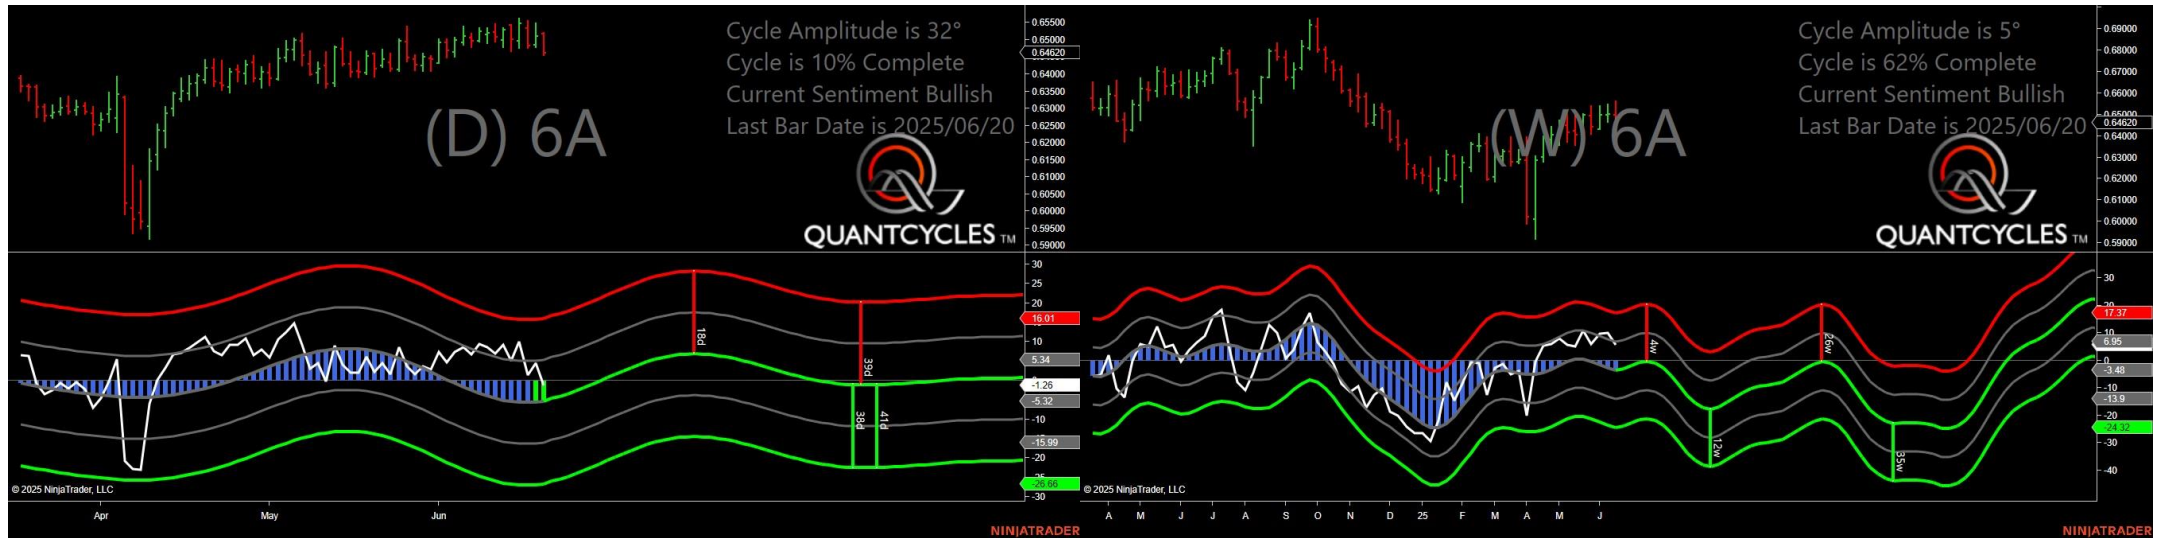 Cycle Amplitude is 32°
Cycle is 10% Complete
Current Sentiment Bullish
Last Bar Date is 2025/06/20
(D) 6A
QUANTCYCLES TM
0.65500
0.65000
0.64620
0.64000
0.63500
0.63000
0.62500
0.62000
0.61500
0.61000
0.60500
0.60000
0.59500
0.59000
30
25
20
16.01
10
5.34
-1.26
-5.32
-10
-15.99
-20
-26.66
-30
18d
39d
38d
41d
© 2025 NinjaTrader, LLC
Apr
May
Jun
NINJATRADER
Cycle Amplitude is 5°
Cycle is 62% Complete
Current Sentiment Bullish
Last Bar Date is 2025/06/20
(W) 6A
QUANTCYCLES TM
0.69000
0.68000
0.67000
0.66000
0.65000
0.64620
0.64000
0.63000
0.62000
0.61000
0.60000
0.59000
30
20
17.37
10
6.95
0
-3.48
-10
-13.9
-20
-24.32
-30
-40
4w
12w
26w
35w
© 2025 NinjaTrader, LLC
A M J J A S O N D 25 F M A M J
NINJATRADER